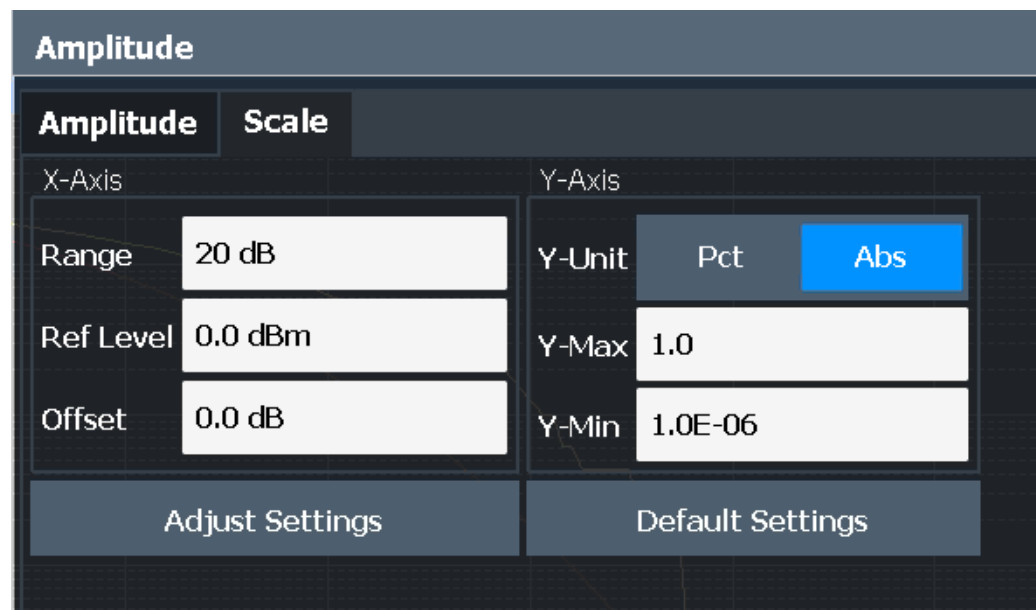 Amplitude
Amplitude Scale
X-Axis Y-Axis
Range 20 dB Y-Unit Pct Abs
Ref Level 0.0 dBm Y-Max 1.0
Offset 0.0 dB Y-Min 1.0E-06
Adjust Settings Default Settings